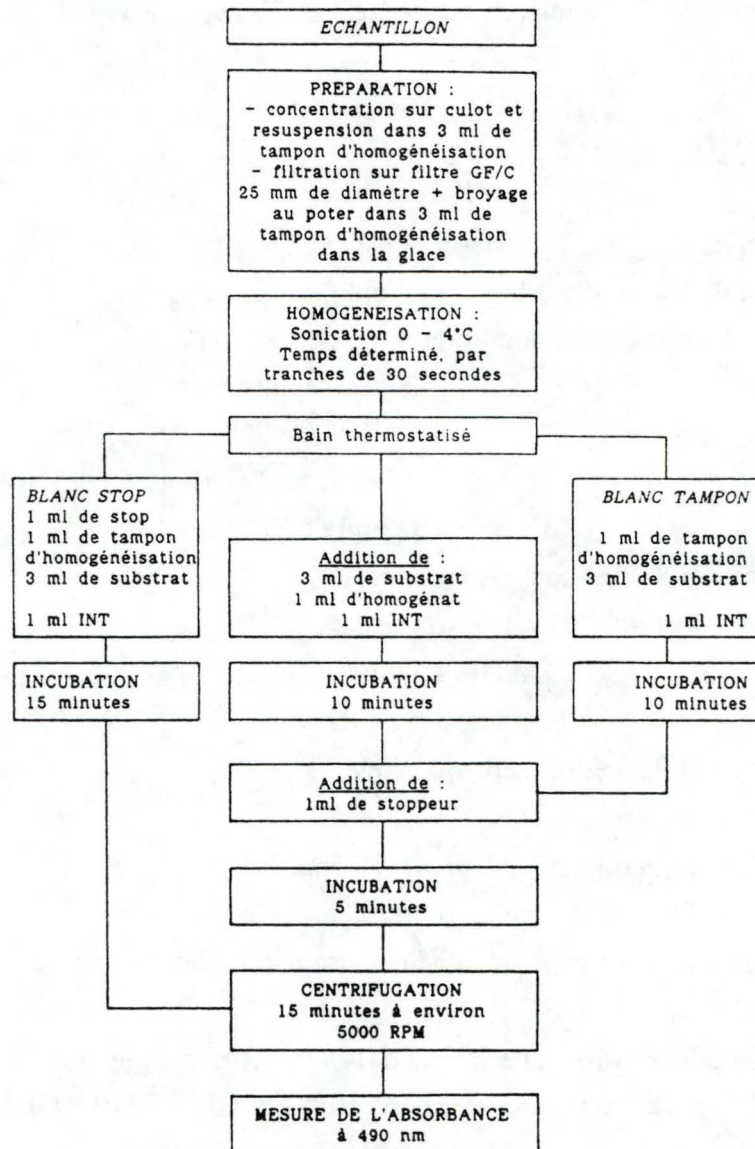 ECHANTILLON
PREPARATION :
- concentration sur culot et
resuspension dans 3 ml de
tampon d'homogénéisation
- filtration sur filtre GF/C
25 mm de diamètre + broyage
au poter dans 3 ml de
tampon d'homogénéisation
dans la glace
HOMOGENEISATION :
Sonication 0 - 4°C
Temps déterminé, par
tranches de 30 secondes
Bain thermostatisé
BLANC STOP
1 ml de stop
1 ml de tampon
d'homogénéisation
3 ml de substrat
1 ml INT
Addition de :
3 ml de substrat
1 ml d'homogénat
1 ml INT
BLANC TAMPON
1 ml de tampon
d'homogénéisation
3 ml de substrat
1 ml INT
INCUBATION
15 minutes
INCUBATION
10 minutes
INCUBATION
10 minutes
Addition de :
1ml de stoppeur
INCUBATION
5 minutes
CENTRIFUGATION
15 minutes à environ
5000 RPM
MESURE DE L'ABSORBANCE
à 490 nm